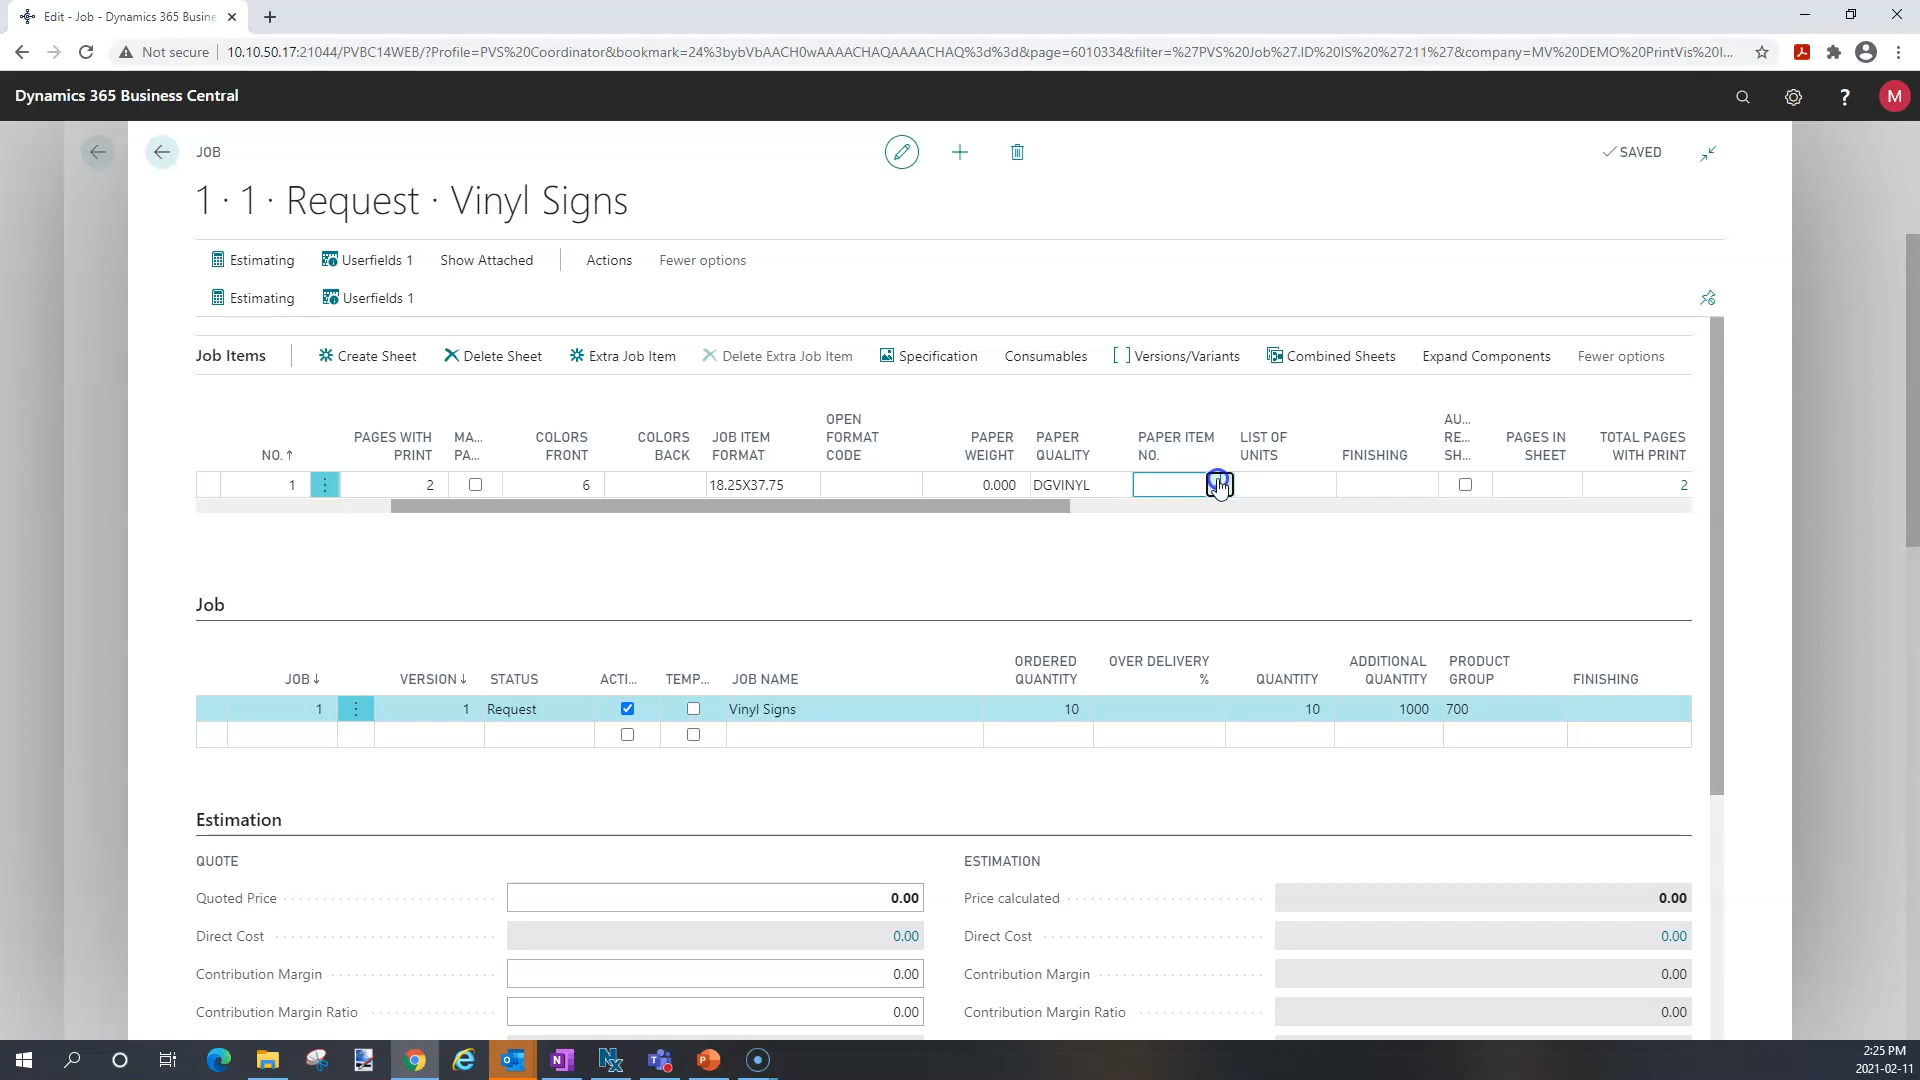 Edit - Job - Dynamics 365 Busine
Not secure 10.10.50.17:21044/PVBC14WEB/?Profile=PVS%20Coordinator&bookmark=24%3bybVbAACH0wAAAACHAQAAAACHAQ%3d%3d&page=6010334&filter=%27PVS%20Job%27.ID%20IS%20%27211%27&company=MV%20DEMO%20PrintVis%20I...
Dynamics 365 Business Central ? M
JOB SAVED
1 · 1 · Request · Vinyl Signs
Estimating Userfields 1 Show Attached Actions Fewer options
Estimating Userfields 1
Job Items Create Sheet Delete Sheet Extra Job Item Delete Extra Job Item Specification Consumables Versions/Variants Combined Sheets Expand Components Fewer options
NO. ↑ PAGES WITH PRINT MA... PA... COLORS FRONT COLORS BACK JOB ITEM FORMAT OPEN FORMAT CODE PAPER WEIGHT PAPER QUALITY PAPER ITEM NO. LIST OF UNITS FINISHING AU... RE... SH... PAGES IN SHEET TOTAL PAGES WITH PRINT
1 2 6 18.25X37.75 0.000 DGVINYL 2
Job
JOB ↓ VERSION ↓ STATUS ACTI... TEMP... JOB NAME ORDERED QUANTITY OVER DELIVERY % QUANTITY ADDITIONAL QUANTITY PRODUCT GROUP FINISHING
1 1 Request Vinyl Signs 10 10 1000 700
Estimation
QUOTE ESTIMATION
Quoted Price 0.00 Price calculated 0.00
Direct Cost 0.00 Direct Cost 0.00
Contribution Margin 0.00 Contribution Margin 0.00
Contribution Margin Ratio 0.00 Contribution Margin Ratio 0.00
2:25 PM
2021-02-11